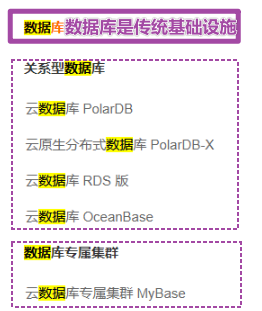 数据库数据库是传统基础设施
关系型数据库
云数据库 PolarDB
云原生分布式数据库 PolarDB-X
云数据库 RDS 版
云数据库 OceanBase
数据库专属集群
云数据库专属集群 MyBase